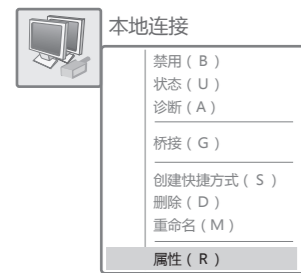 本地连接
禁用 ( B )
状态 ( U )
诊断 ( A )
桥接 ( G )
创建快捷方式 ( S )
删除 ( D )
重命名 ( M )
属性 ( R )